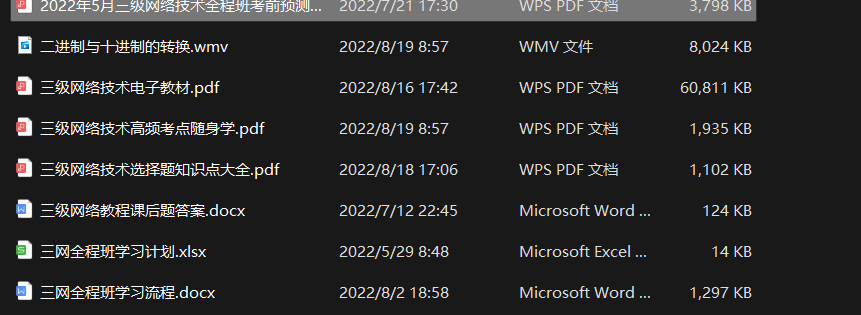 2022年5月三级网络技术全程班考前预测... 2022/7/21 17:30 WPS PDF 文档 3,798 KB
二进制与十进制的转换.wmv 2022/8/19 8:57 WMV 文件 8,024 KB
三级网络技术电子教材.pdf 2022/8/16 17:42 WPS PDF 文档 60,811 KB
三级网络技术高频考点随身学.pdf 2022/8/19 8:57 WPS PDF 文档 1,935 KB
三级网络技术选择题知识点大全.pdf 2022/8/18 17:06 WPS PDF 文档 1,102 KB
三级网络教程课后题答案.docx 2022/7/12 22:45 Microsoft Word ... 124 KB
三网全程班学习计划.xlsx 2022/5/29 8:48 Microsoft Excel ... 14 KB
三网全程班学习流程.docx 2022/8/2 18:58 Microsoft Word ... 1,297 KB